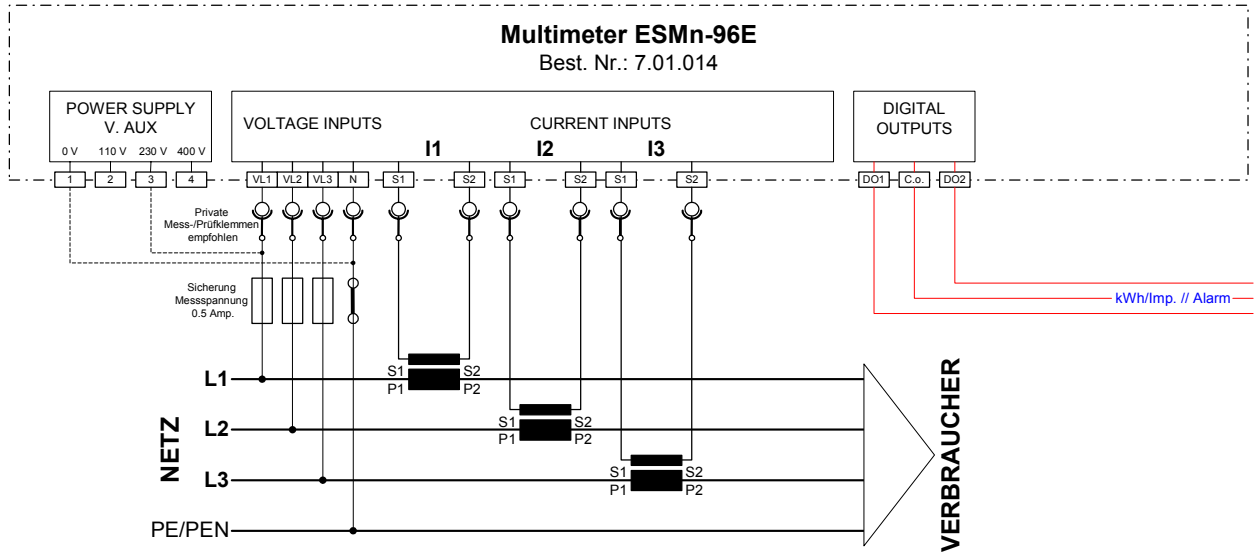 Multimeter ESMn-96E
Best. Nr.: 7.01.014
POWER SUPPLY
V. AUX
0 V 110 V 230 V 400 V
VOLTAGE INPUTS
CURRENT INPUTS
I1 I2 I3
DIGITAL
OUTPUTS
1 2 3 4 VL1 VL2 VL3 N S1 S2 S1 S2 S1 S2 DO1 C.o. DO2
Private
Mess-/Prüfklemmen
empfohlen
Sicherung
Messspannung
0.5 Amp.
kWh/Imp. // Alarm
NETZ
L1
S1 S2
P1 P2
L2
S1 S2
P1 P2
L3
S1 S2
P1 P2
PE/PEN
VERBRAUCHER